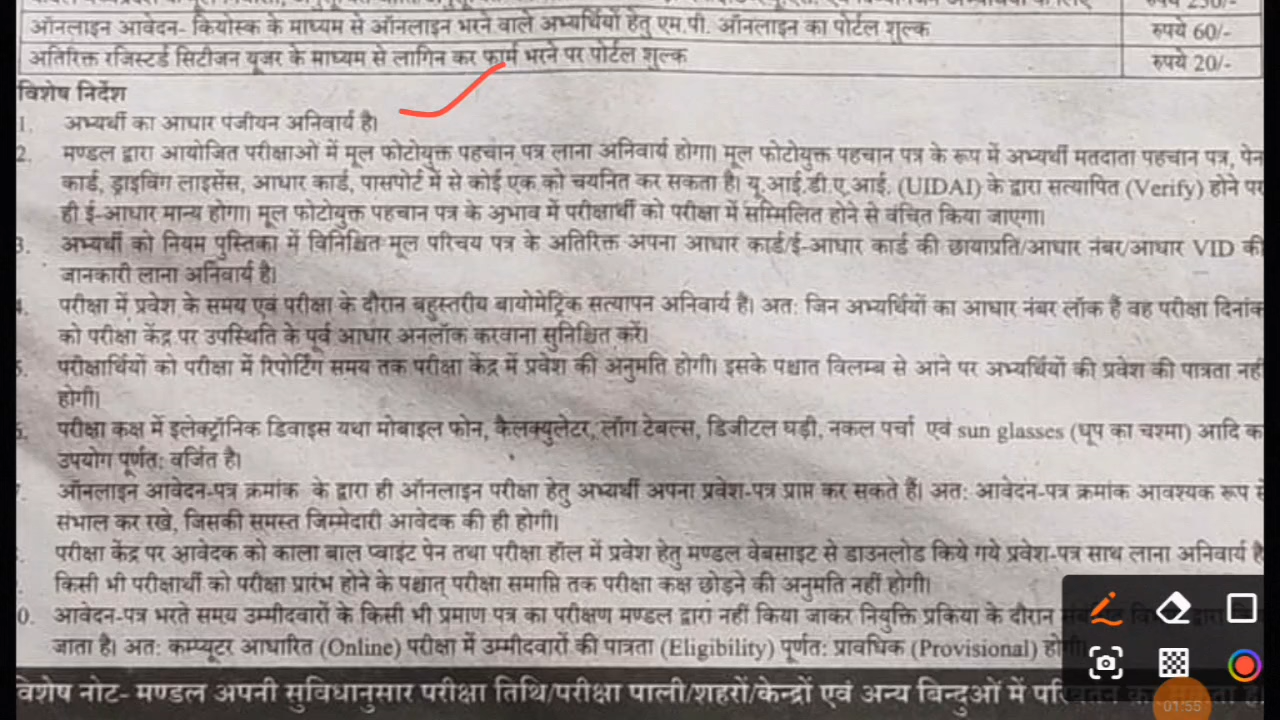 ऑनलाइन आवेदन- कियोस्क के माध्यम से ऑनलाइन भरने वाले अभ्यर्थियों हेतु एम.पी. ऑनलाइन का पोर्टल शुल्क रुपये 60/-
अतिरिक्त रजिस्टर्ड सिटीजन यूजर के माध्यम से लागिन कर फार्म भरने पर पोर्टल शुल्क रुपये 20/-
विशेष निर्देश
1. अभ्यर्थी का आधार पंजीयन अनिवार्य है।
2. मण्डल द्वारा आयोजित परीक्षाओं में मूल फोटोयुक्त पहचान पत्र लाना अनिवार्य होगा। मूल फोटोयुक्त पहचान पत्र के रूप में अभ्यर्थी मतदाता पहचान पत्र, पेन
कार्ड, ड्राइविंग लाइसेंस, आधार कार्ड, पासपोर्ट में से कोई एक को चयनित कर सकता है। यू.आई.डी.ए.आई. (UIDAI) के द्वारा सत्यापित (Verify) होने पर
ही ई-आधार मान्य होगा। मूल फोटोयुक्त पहचान पत्र के अभाव में परीक्षार्थी को परीक्षा में सम्मिलित होने से वंचित किया जाएगा।
3. अभ्यर्थी को नियम पुस्तिका में विनिश्चित मूल परिचय पत्र के अतिरिक्त अपना आधार कार्ड/ई-आधार कार्ड की छायाप्रति/आधार नंबर/आधार VID की
जानकारी लाना अनिवार्य है।
4. परीक्षा में प्रवेश के समय एवं परीक्षा के दौरान बहुस्तरीय बायोमेट्रिक सत्यापन अनिवार्य है। अत: जिन अभ्यर्थियों का आधार नंबर लॉक हैं वह परीक्षा दिनांक
को परीक्षा केंद्र पर उपस्थिति के पूर्व आधार अनलॉक करवाना सुनिश्चित करें।
5. परीक्षार्थियों को परीक्षा में रिपोर्टिंग समय तक परीक्षा केंद्र में प्रवेश की अनुमति होगी। इसके पश्चात विलम्ब से आने पर अभ्यर्थियों की प्रवेश की पात्रता नहीं
होगी।
6. परीक्षा कक्ष में इलेक्ट्रॉनिक डिवाइस यथा मोबाइल फोन, कैलक्युलेटर, लॉग टेबल्स, डिजीटल घड़ी, नकल पर्चा एवं sun glasses (धूप का चश्मा) आदि का
उपयोग पूर्णत: वर्जित है।
ऑनलाइन आवेदन-पत्र क्रमांक के द्वारा ही ऑनलाइन परीक्षा हेतु अभ्यर्थी अपना प्रवेश-पत्र प्राप्त कर सकते हैं। अत: आवेदन-पत्र क्रमांक आवश्यक रूप से
संभाल कर रखे, जिसकी समस्त जिम्मेदारी आवेदक की ही होगी।
परीक्षा केंद्र पर आवेदक को काला बाल प्वाइंट पेन तथा परीक्षा हॉल में प्रवेश हेतु मण्डल वेबसाइट से डाउनलोड किये गये प्रवेश-पत्र साथ लाना अनिवार्य है
किसी भी परीक्षार्थी को परीक्षा प्रारंभ होने के पश्चात् परीक्षा समाप्ति तक परीक्षा कक्ष छोड़ने की अनुमति नहीं होगी।
0. आवेदन-पत्र भरते समय उम्मीदवारों के किसी भी प्रमाण पत्र का परीक्षण मण्डल द्वारा नहीं किया जाकर नियुक्ति प्रकिया के दौरान
जाता है। अत: कम्प्यूटर आधारित (Online) परीक्षा में उम्मीदवारों की पात्रता (Eligibility) पूर्णत: प्रावधिक (Provisional) होगी।
विशेष नोट- मण्डल अपनी सुविधानुसार परीक्षा तिथि/परीक्षा पाली/शहरों/केन्द्रों एवं अन्य बिन्दुओं में
01:55